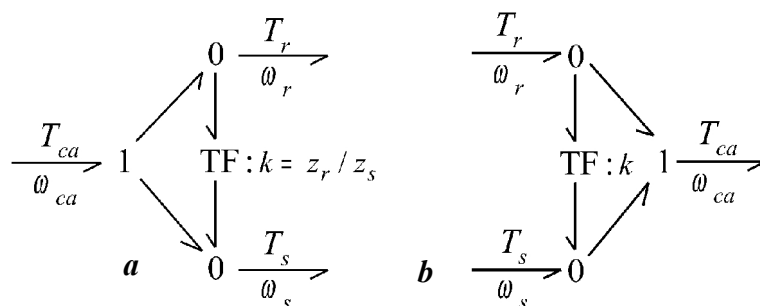 0 T_r ω_r
T_ca ω_ca 1 TF : k = z_r / z_s
a 0 T_s ω_s
T_r ω_r 0
TF : k 1 T_ca ω_ca
b T_s ω_s 0